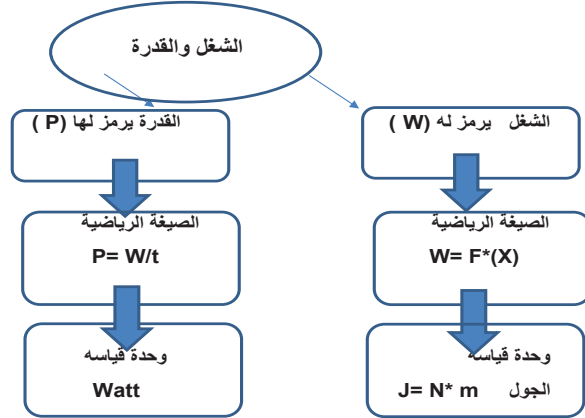 الشغل والقدرة
الشغل يرمز له (W )
القدرة يرمز لها (P )
الصيغة الرياضية
W= F*(X)
الصيغة الرياضية
P= W/t
وحدة قياسه
الجول J= N* m
وحدة قياسه
Watt